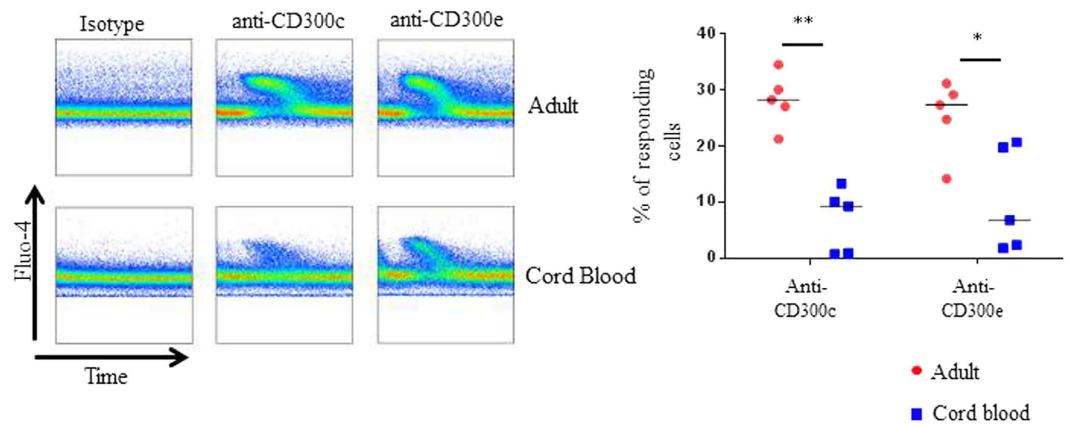 Isotype
anti-CD300c
anti-CD300e
Adult
Cord Blood
Fluo-4
Time
% of responding
cells
40
30
20
10
0
**
*
Anti-
CD300c
Anti-
CD300e
Adult
Cord blood